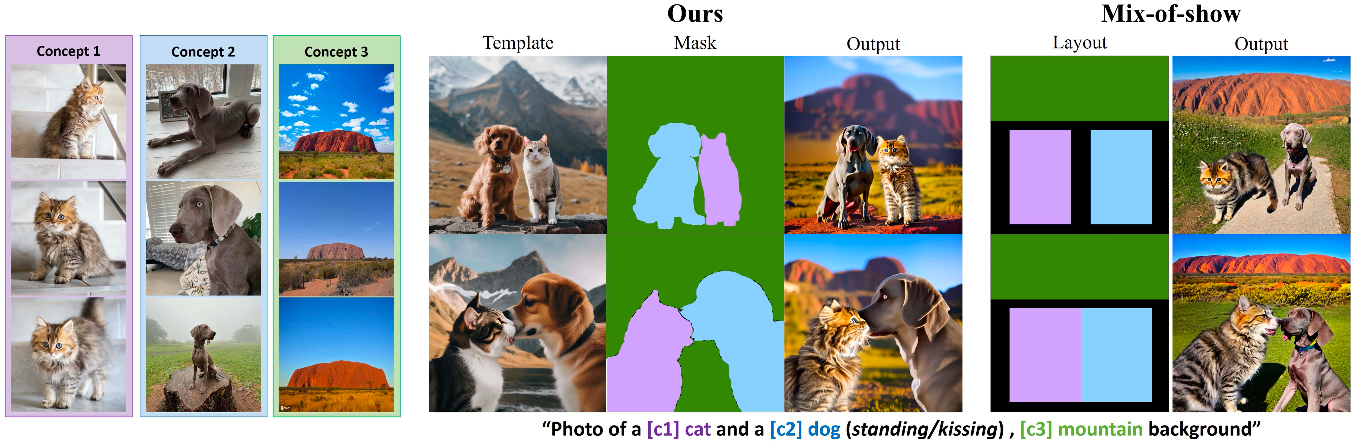 Ours
Mix-of-show
Concept 1
Concept 2
Concept 3
Template
Mask
Output
Layout
Output
“Photo of a [c1] cat and a [c2] dog (standing/kissing) , [c3] mountain background”